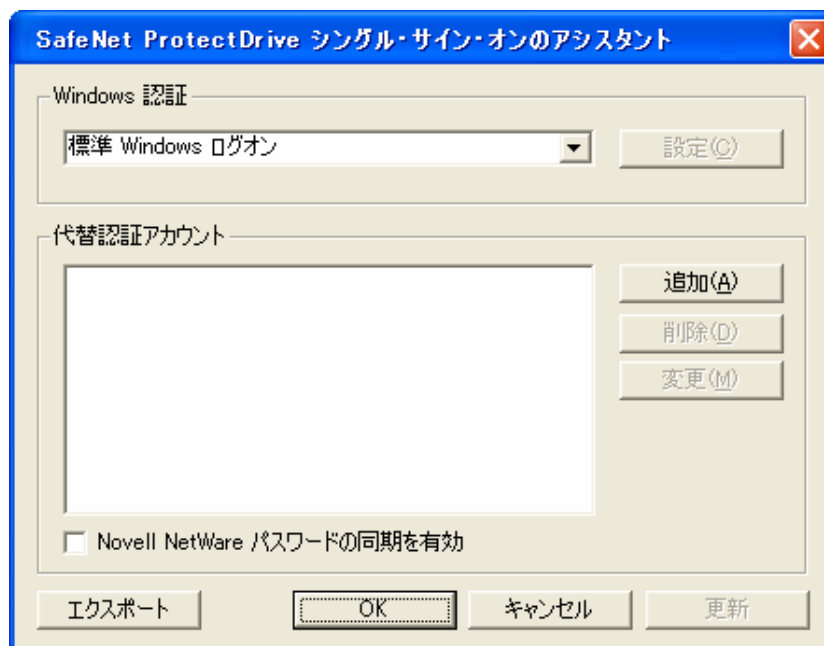 SafeNet ProtectDrive シングル・サイン・オンのアシスタント
Windows 認証
標準 Windows ログオン
設定(C)
代替認証アカウント
追加(A)
削除(D)
変更(M)
Novell NetWare パスワードの同期を有効
エクスポート
OK
キャンセル
更新